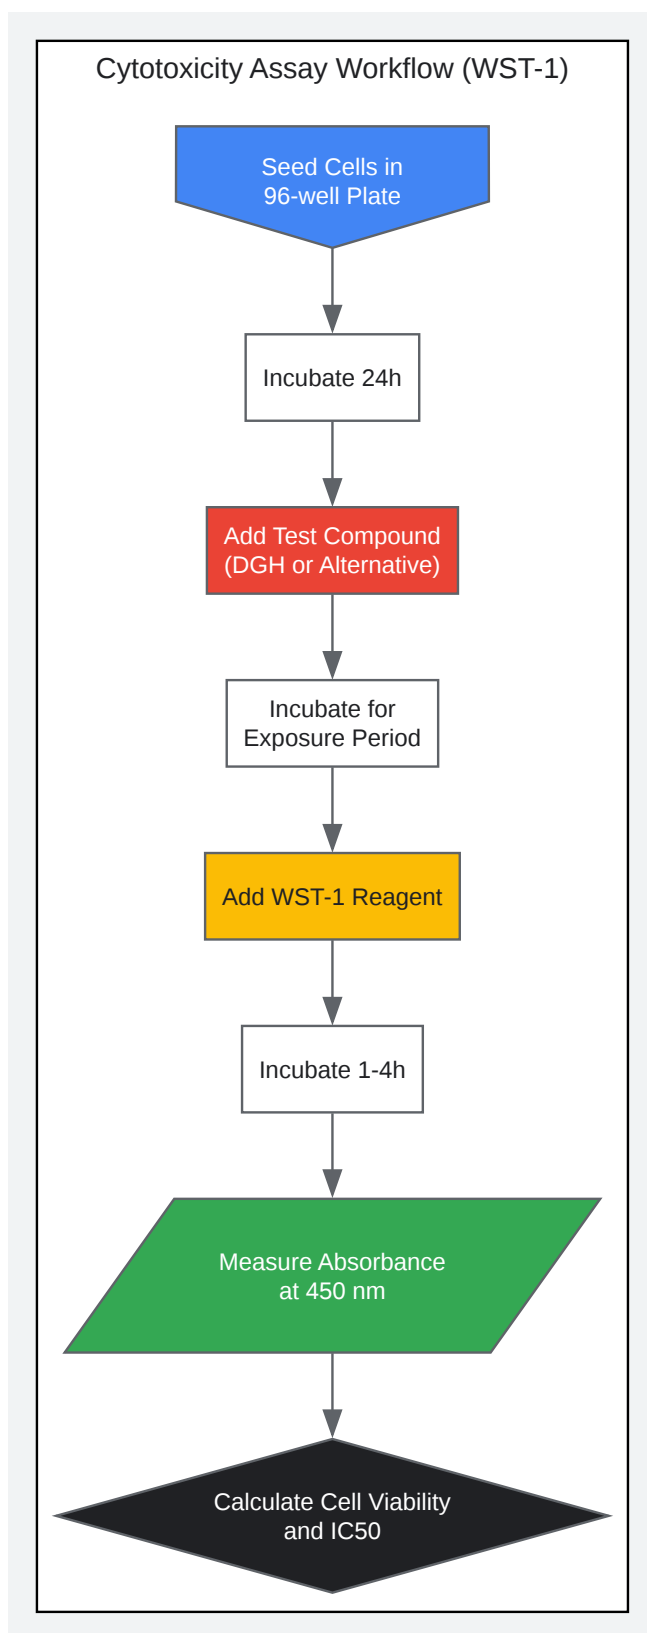 Cytotoxicity Assay Workflow (WST-1)
Seed Cells in
96-well Plate
Incubate 24h
Add Test Compound
(DGH or Alternative)
Incubate for
Exposure Period
Add WST-1 Reagent
Incubate 1-4h
Measure Absorbance
at 450 nm
Calculate Cell Viability
and IC50